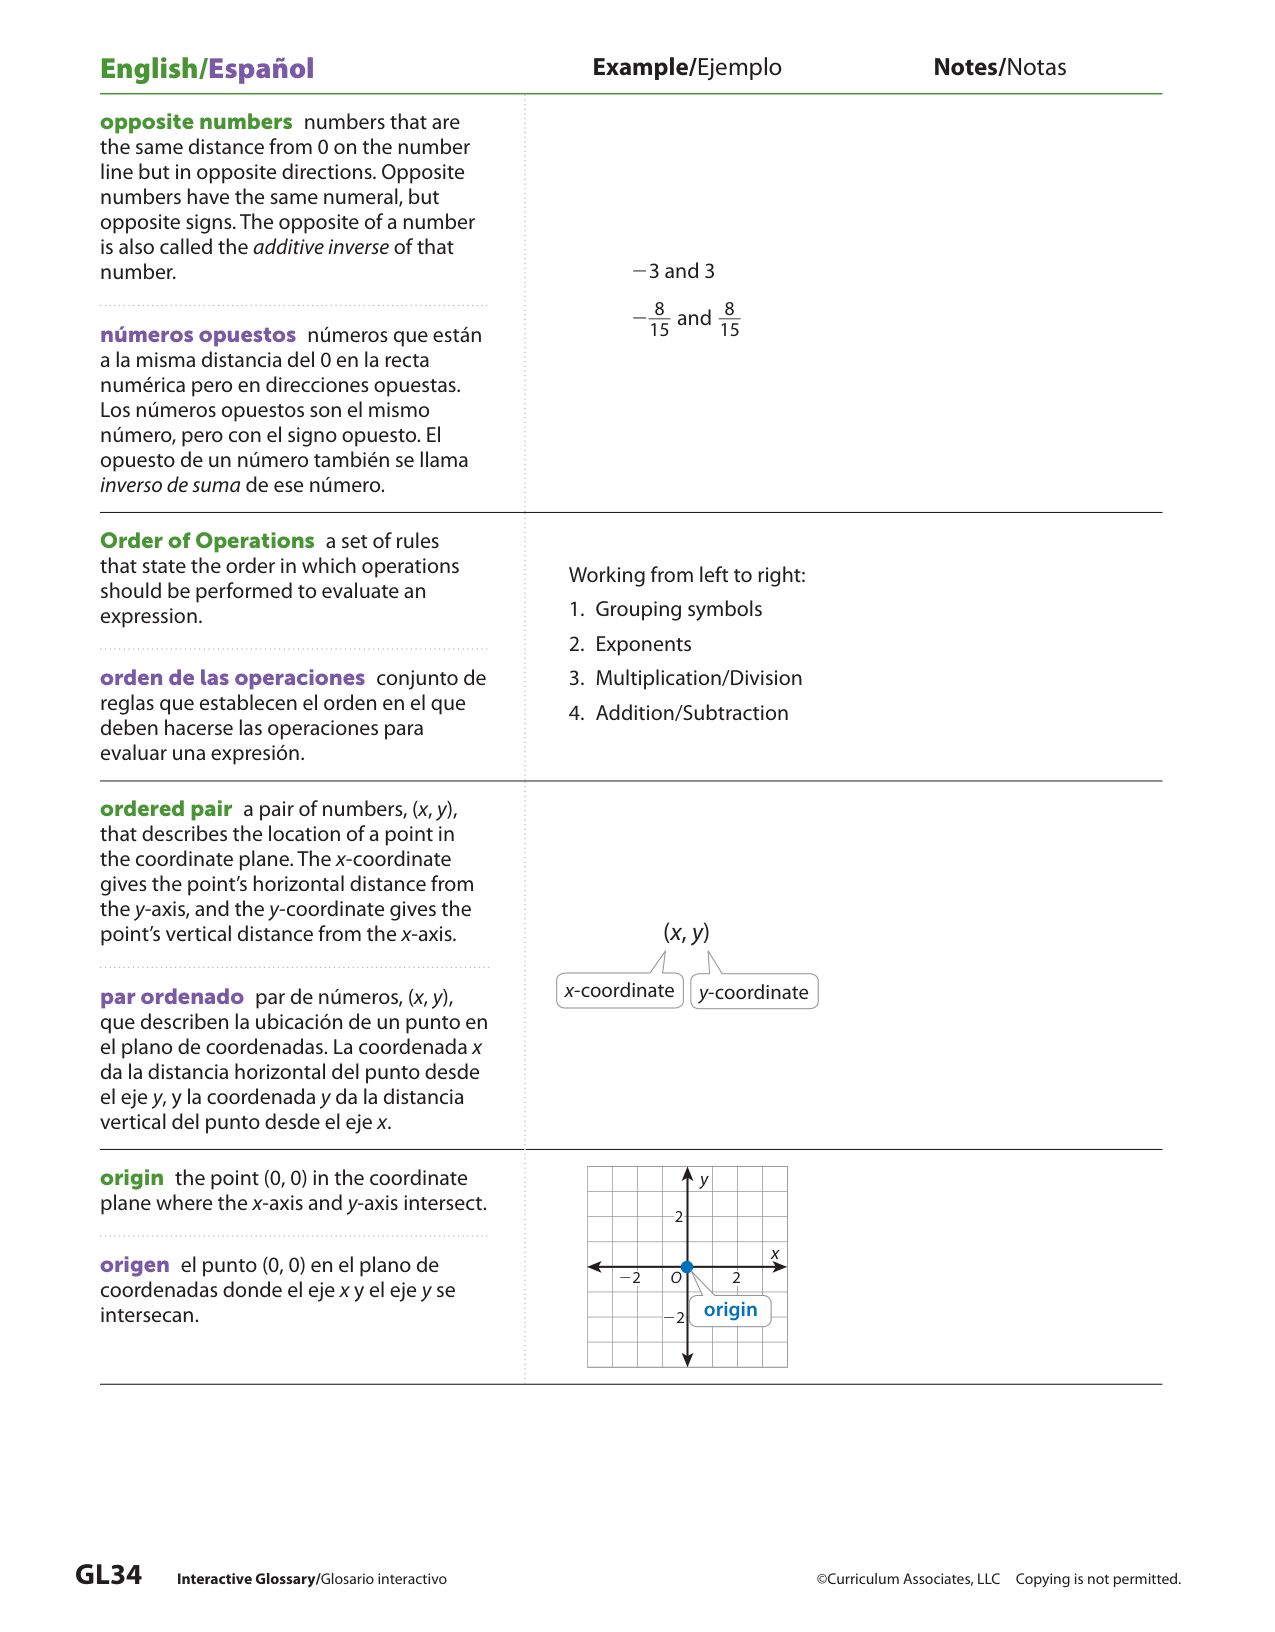 English/Español
Example/Ejemplo
Notes/Notas
opposite numbers numbers that are
the same distance from 0 on the number
line but in opposite directions. Opposite
numbers have the same numeral, but
opposite signs. The opposite of a number
is also called the additive inverse of that
number.
números opuestos números que están
a la misma distancia del 0 en la recta
numérica pero en direcciones opuestas.
Los números opuestos son el mismo
número, pero con el signo opuesto. El
opuesto de un número también se llama
inverso de suma de ese número.
−3 and 3
−8/15 and 8/15
Order of Operations a set of rules
that state the order in which operations
should be performed to evaluate an
expression.
orden de las operaciones conjunto de
reglas que establecen el orden en el que
deben hacerse las operaciones para
evaluar una expresión.
Working from left to right:
1. Grouping symbols
2. Exponents
3. Multiplication/Division
4. Addition/Subtraction
ordered pair a pair of numbers, (x, y),
that describes the location of a point in
the coordinate plane. The x-coordinate
gives the point’s horizontal distance from
the y-axis, and the y-coordinate gives the
point’s vertical distance from the x-axis.
par ordenado par de números, (x, y),
que describen la ubicación de un punto en
el plano de coordenadas. La coordenada x
da la distancia horizontal del punto desde
el eje y, y la coordenada y da la distancia
vertical del punto desde el eje x.
(x, y)
x-coordinate
y-coordinate
origin the point (0, 0) in the coordinate
plane where the x-axis and y-axis intersect.
origen el punto (0, 0) en el plano de
coordenadas donde el eje x y el eje y se
intersecan.
y
2
x
−2 O 2
origin
−2
GL34 Interactive Glossary/Glosario interactivo
©Curriculum Associates, LLC Copying is not permitted.